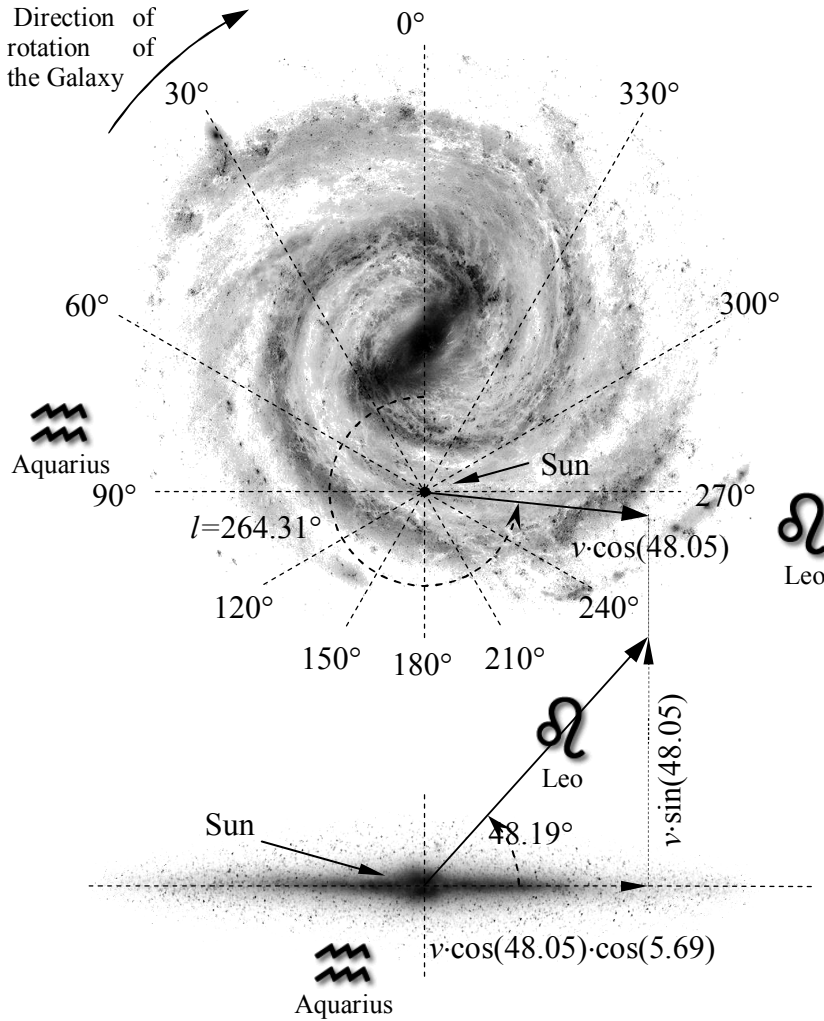 Direction of
rotation of
the Galaxy
0°
30°
330°
60°
300°
Aquarius
Sun
90°
270°
l=264.31°
v·cos(48.05)
Leo
120°
240°
150°
180°
210°
Leo
v·sin(48.05)
Sun
48.19°
v·cos(48.05)·cos(5.69)
Aquarius